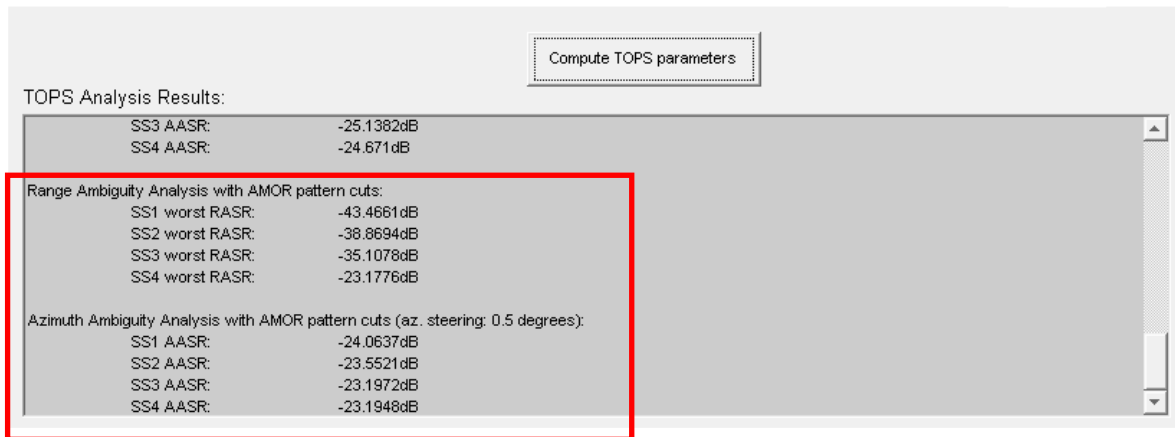 Compute TOPS parameters
TOPS Analysis Results:
SS3 AASR: -25.1382dB
SS4 AASR: -24.671dB
Range Ambiguity Analysis with AMOR pattern cuts:
SS1 worst RASR: -43.4661dB
SS2 worst RASR: -38.8694dB
SS3 worst RASR: -35.1078dB
SS4 worst RASR: -23.1776dB
Azimuth Ambiguity Analysis with AMOR pattern cuts (az. steering: 0.5 degrees):
SS1 AASR: -24.0637dB
SS2 AASR: -23.5521dB
SS3 AASR: -23.1972dB
SS4 AASR: -23.1948dB